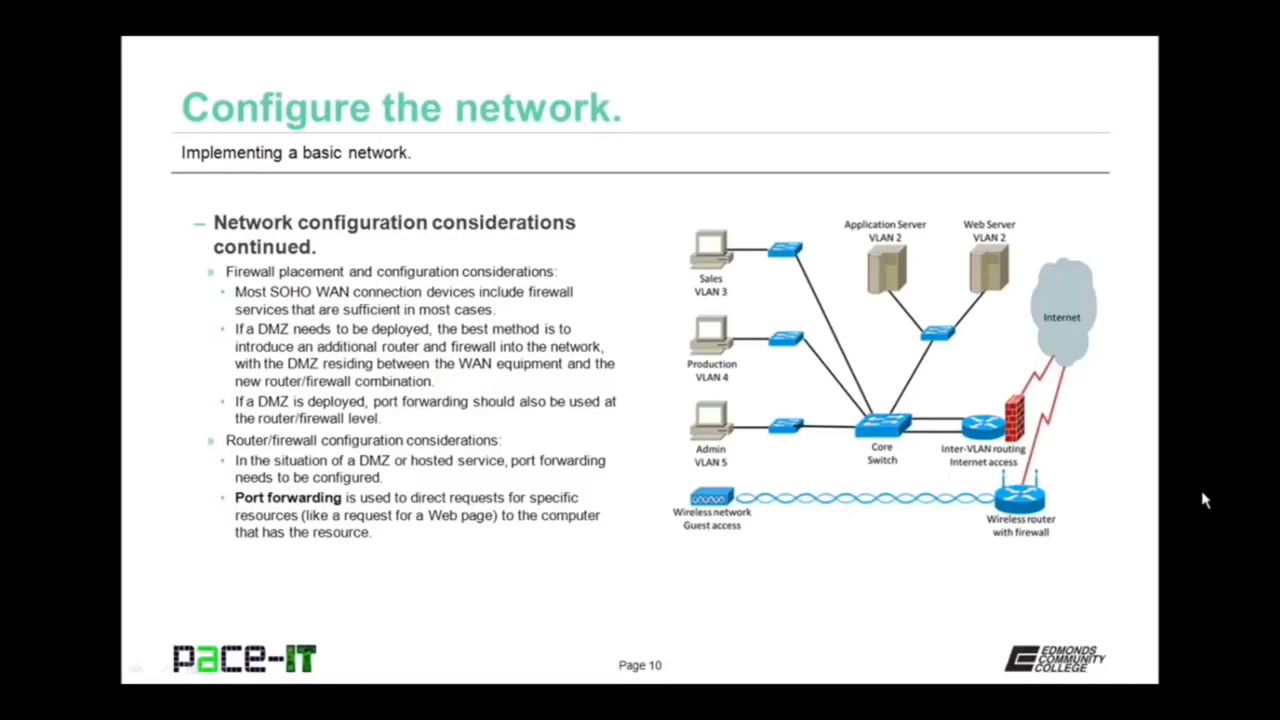 Configure the network.
Implementing a basic network.
– Network configuration considerations
continued.
» Firewall placement and configuration considerations:
• Most SOHO WAN connection devices include firewall
services that are sufficient in most cases.
• If a DMZ needs to be deployed, the best method is to
introduce an additional router and firewall into the network,
with the DMZ residing between the WAN equipment and the
new router/firewall combination.
• If a DMZ is deployed, port forwarding should also be used at
the router/firewall level.
» Router/firewall configuration considerations:
• In the situation of a DMZ or hosted service, port forwarding
needs to be configured.
• Port forwarding is used to direct requests for specific
resources (like a request for a Web page) to the computer
that has the resource.
Application Server
VLAN 2
Web Server
VLAN 2
Sales
VLAN 3
Internet
Production
VLAN 4
Admin
VLAN 5
Core
Switch
Inter-VLAN routing
Internet access
Wireless network
Guest access
Wireless router
with firewall
pace-IT
Page 10
EDMONDS
COMMUNITY
COLLEGE